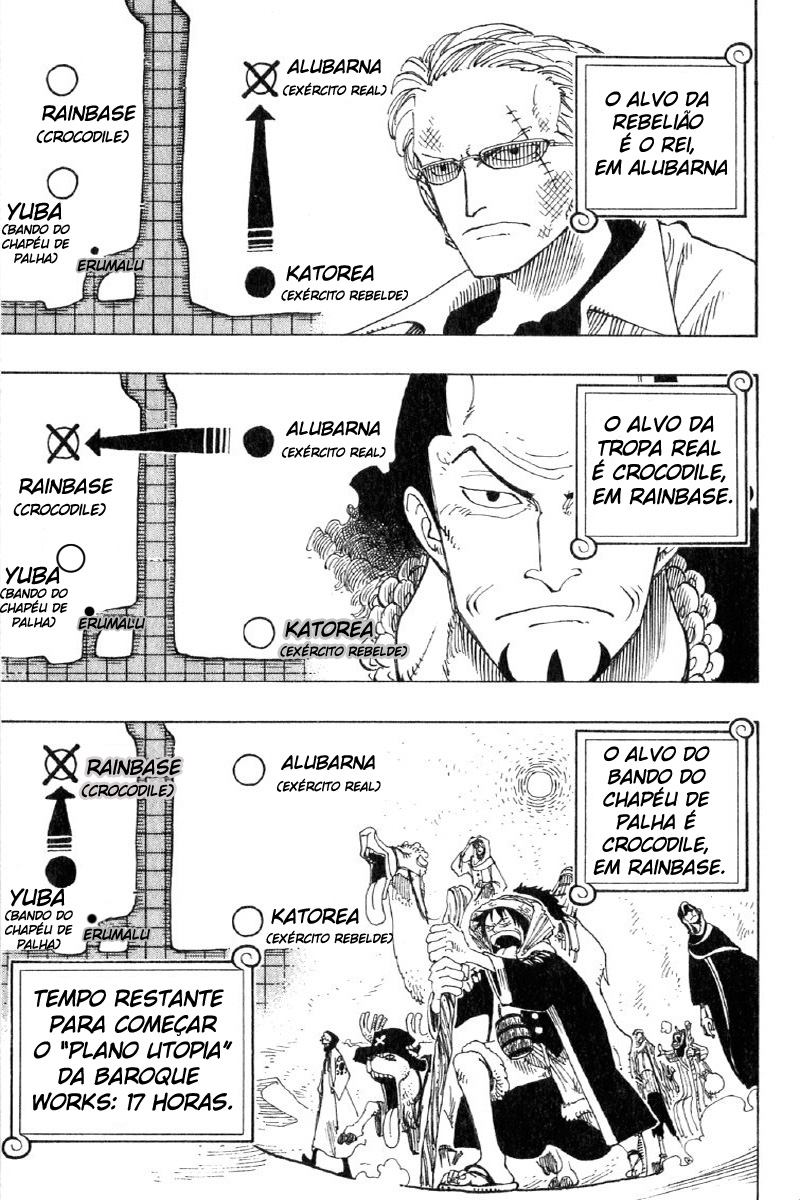 ALUBARNA
(EXÉRCITO REAL)
RAINBASE
(CROCODILE)
YUBA
(BANDO DO
CHAPÉU DE
PALHA)
ERUMALU
KATOREA
(EXÉRCITO REBELDE)
O ALVO DA
REBELIÃO
É O REI,
EM ALUBARNA
ALUBARNA
(EXÉRCITO REAL)
RAINBASE
(CROCODILE)
YUBA
(BANDO DO
CHAPÉU DE
PALHA)
ERUMALU
KATOREA
(EXÉRCITO REBELDE)
O ALVO DA
TROPA REAL
É CROCODILE,
EM RAINBASE.
RAINBASE
(CROCODILE)
ALUBARNA
(EXÉRCITO REAL)
YUBA
(BANDO DO
CHAPÉU DE
PALHA)
ERUMALU
KATOREA
(EXÉRCITO REBELDE)
O ALVO DO
BANDO DO
CHAPÉU DE
PALHA É
CROCODILE,
EM RAINBASE.
TEMPO RESTANTE
PARA COMEÇAR
O "PLANO UTOPIA"
DA BAROQUE
WORKS: 17 HORAS.